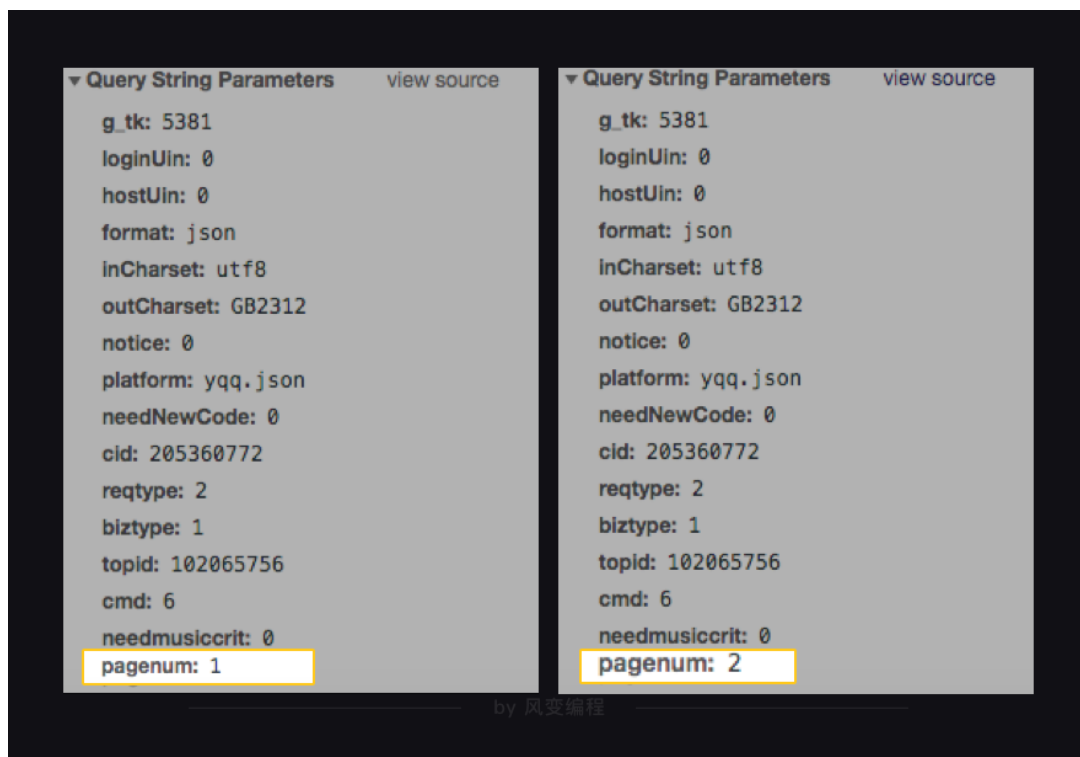 Query String Parameters view source
g_tk: 5381
loginUin: 0
hostUin: 0
format: json
inCharset: utf8
outCharset: GB2312
notice: 0
platform: yqq.json
needNewCode: 0
cid: 205360772
reqtype: 2
biztype: 1
topid: 102065756
cmd: 6
needmusiccrit: 0
pagenum: 1
Query String Parameters view source
g_tk: 5381
loginUin: 0
hostUin: 0
format: json
inCharset: utf8
outCharset: GB2312
notice: 0
platform: yqq.json
needNewCode: 0
cid: 205360772
reqtype: 2
biztype: 1
topid: 102065756
cmd: 6
needmusiccrit: 0
pagenum: 2
by 风变编程